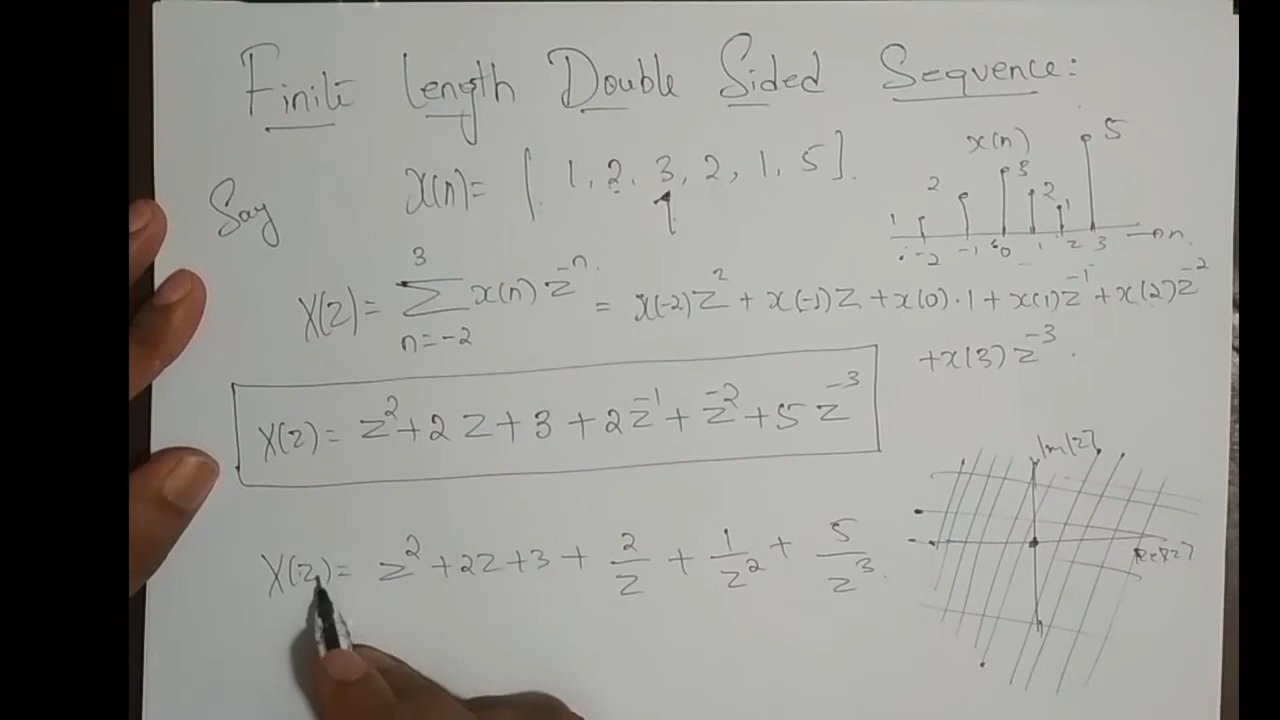 Finite Length Double Sided Sequence:
Say x(n) = [ 1, 2, 3, 2, 1, 5 ].
↑
x(n)
1 2 3 2 1 5
-2 -1 0 1 2 3 n
X(z) = ∑_{n=-2}^{3} x(n) z^{-n} = x(-2)z^2 + x(-1)z + x(0)·1 + x(1)z^{-1} + x(2)z^{-2}
+x(3)z^{-3}.
X(z) = z^2 + 2z + 3 + 2z^{-1} + z^{-2} + 5z^{-3}
Im[z]
Re[z]
X(z) = z^2 + 2z + 3 + 2/z + 1/z^2 + 5/z^3.